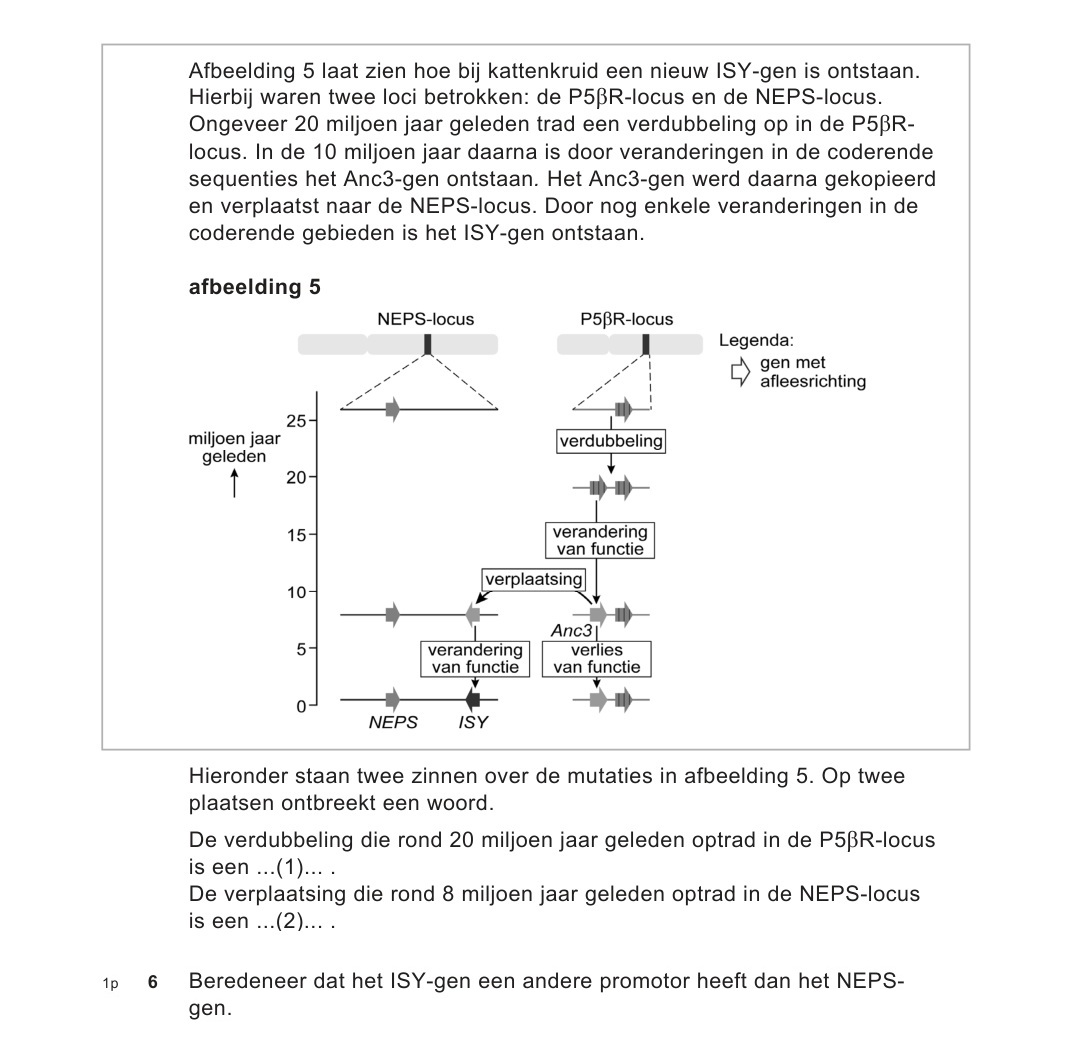 Afbeelding 5 laat zien hoe bij kattenkruid een nieuw ISY-gen is ontstaan.
Hierbij waren twee loci betrokken: de P5βR-locus en de NEPS-locus.
Ongeveer 20 miljoen jaar geleden trad een verdubbeling op in de P5βR-
locus. In de 10 miljoen jaar daarna is door veranderingen in de coderende
sequenties het Anc3-gen ontstaan. Het Anc3-gen werd daarna gekopieerd
en verplaatst naar de NEPS-locus. Door nog enkele veranderingen in de
coderende gebieden is het ISY-gen ontstaan.
afbeelding 5
NEPS-locus
P5βR-locus
Legenda:
gen met
afleesrichting
miljoen jaar
geleden
25
20
15
10
5
0
verdubbeling
verandering
van functie
verplaatsing
Anc3
verandering
van functie
verlies
van functie
NEPS
ISY
Hieronder staan twee zinnen over de mutaties in afbeelding 5. Op twee
plaatsen ontbreekt een woord.
De verdubbeling die rond 20 miljoen jaar geleden optrad in de P5βR-locus
is een ...(1)... .
De verplaatsing die rond 8 miljoen jaar geleden optrad in de NEPS-locus
is een ...(2)... .
1p 6 Beredeneer dat het ISY-gen een andere promotor heeft dan het NEPS-
gen.